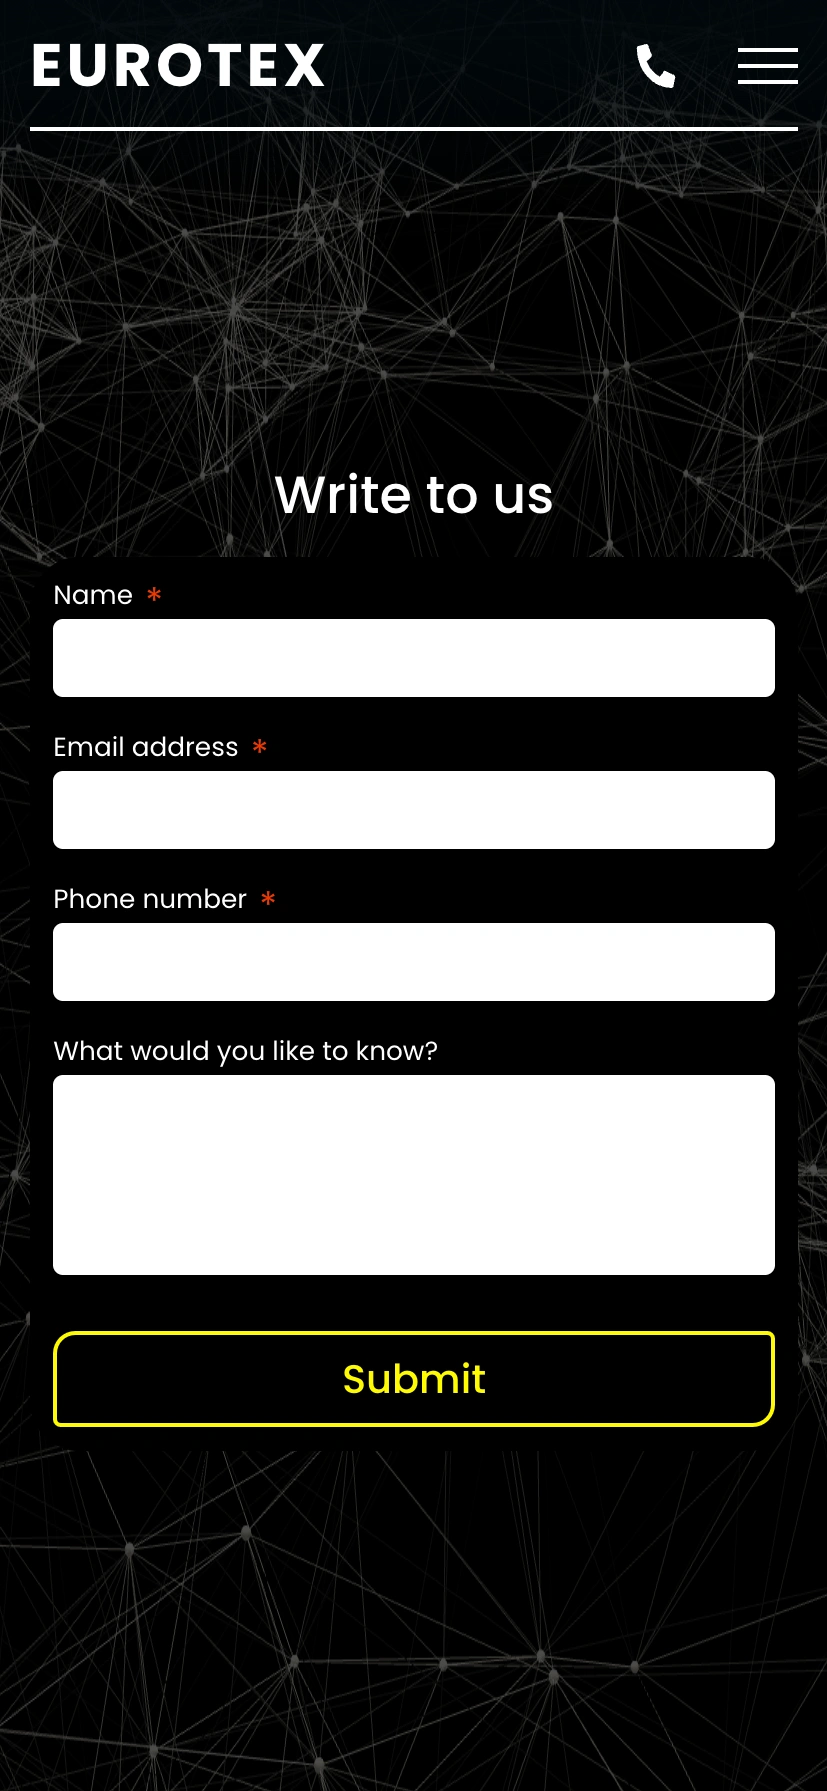 EUROTEX
Write to us
Name *
Email address *
Phone number *
What would you like to know?
Submit